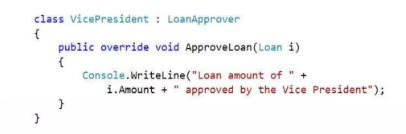 class VicePresident : LoanApprover
{
public override void ApproveLoan(Loan i)
{
Console.WriteLine("Loan amount of " +
i.Amount + " approved by the Vice President");
}
}